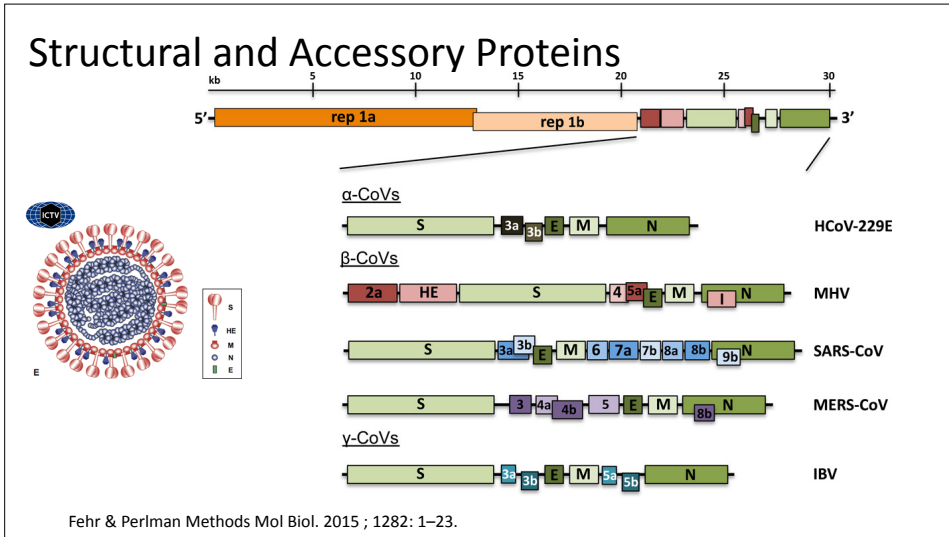 Structural and Accessory Proteins
kb 5 10 15 20 25 30
5’ rep 1a rep 1b 3’
α-CoVs
S 3a 3b E M N HCoV-229E
β-CoVs
2a HE S 4 5a E M I N MHV
S 3a 3b E M 6 7a 7b 8a 8b 9b N SARS-CoV
S 3 4a 4b 5 E M 8b N MERS-CoV
γ-CoVs
S 3a 3b E M 5a 5b N IBV
ICTV
S
HE
M
N
E
E
Fehr & Perlman Methods Mol Biol. 2015 ; 1282: 1–23.